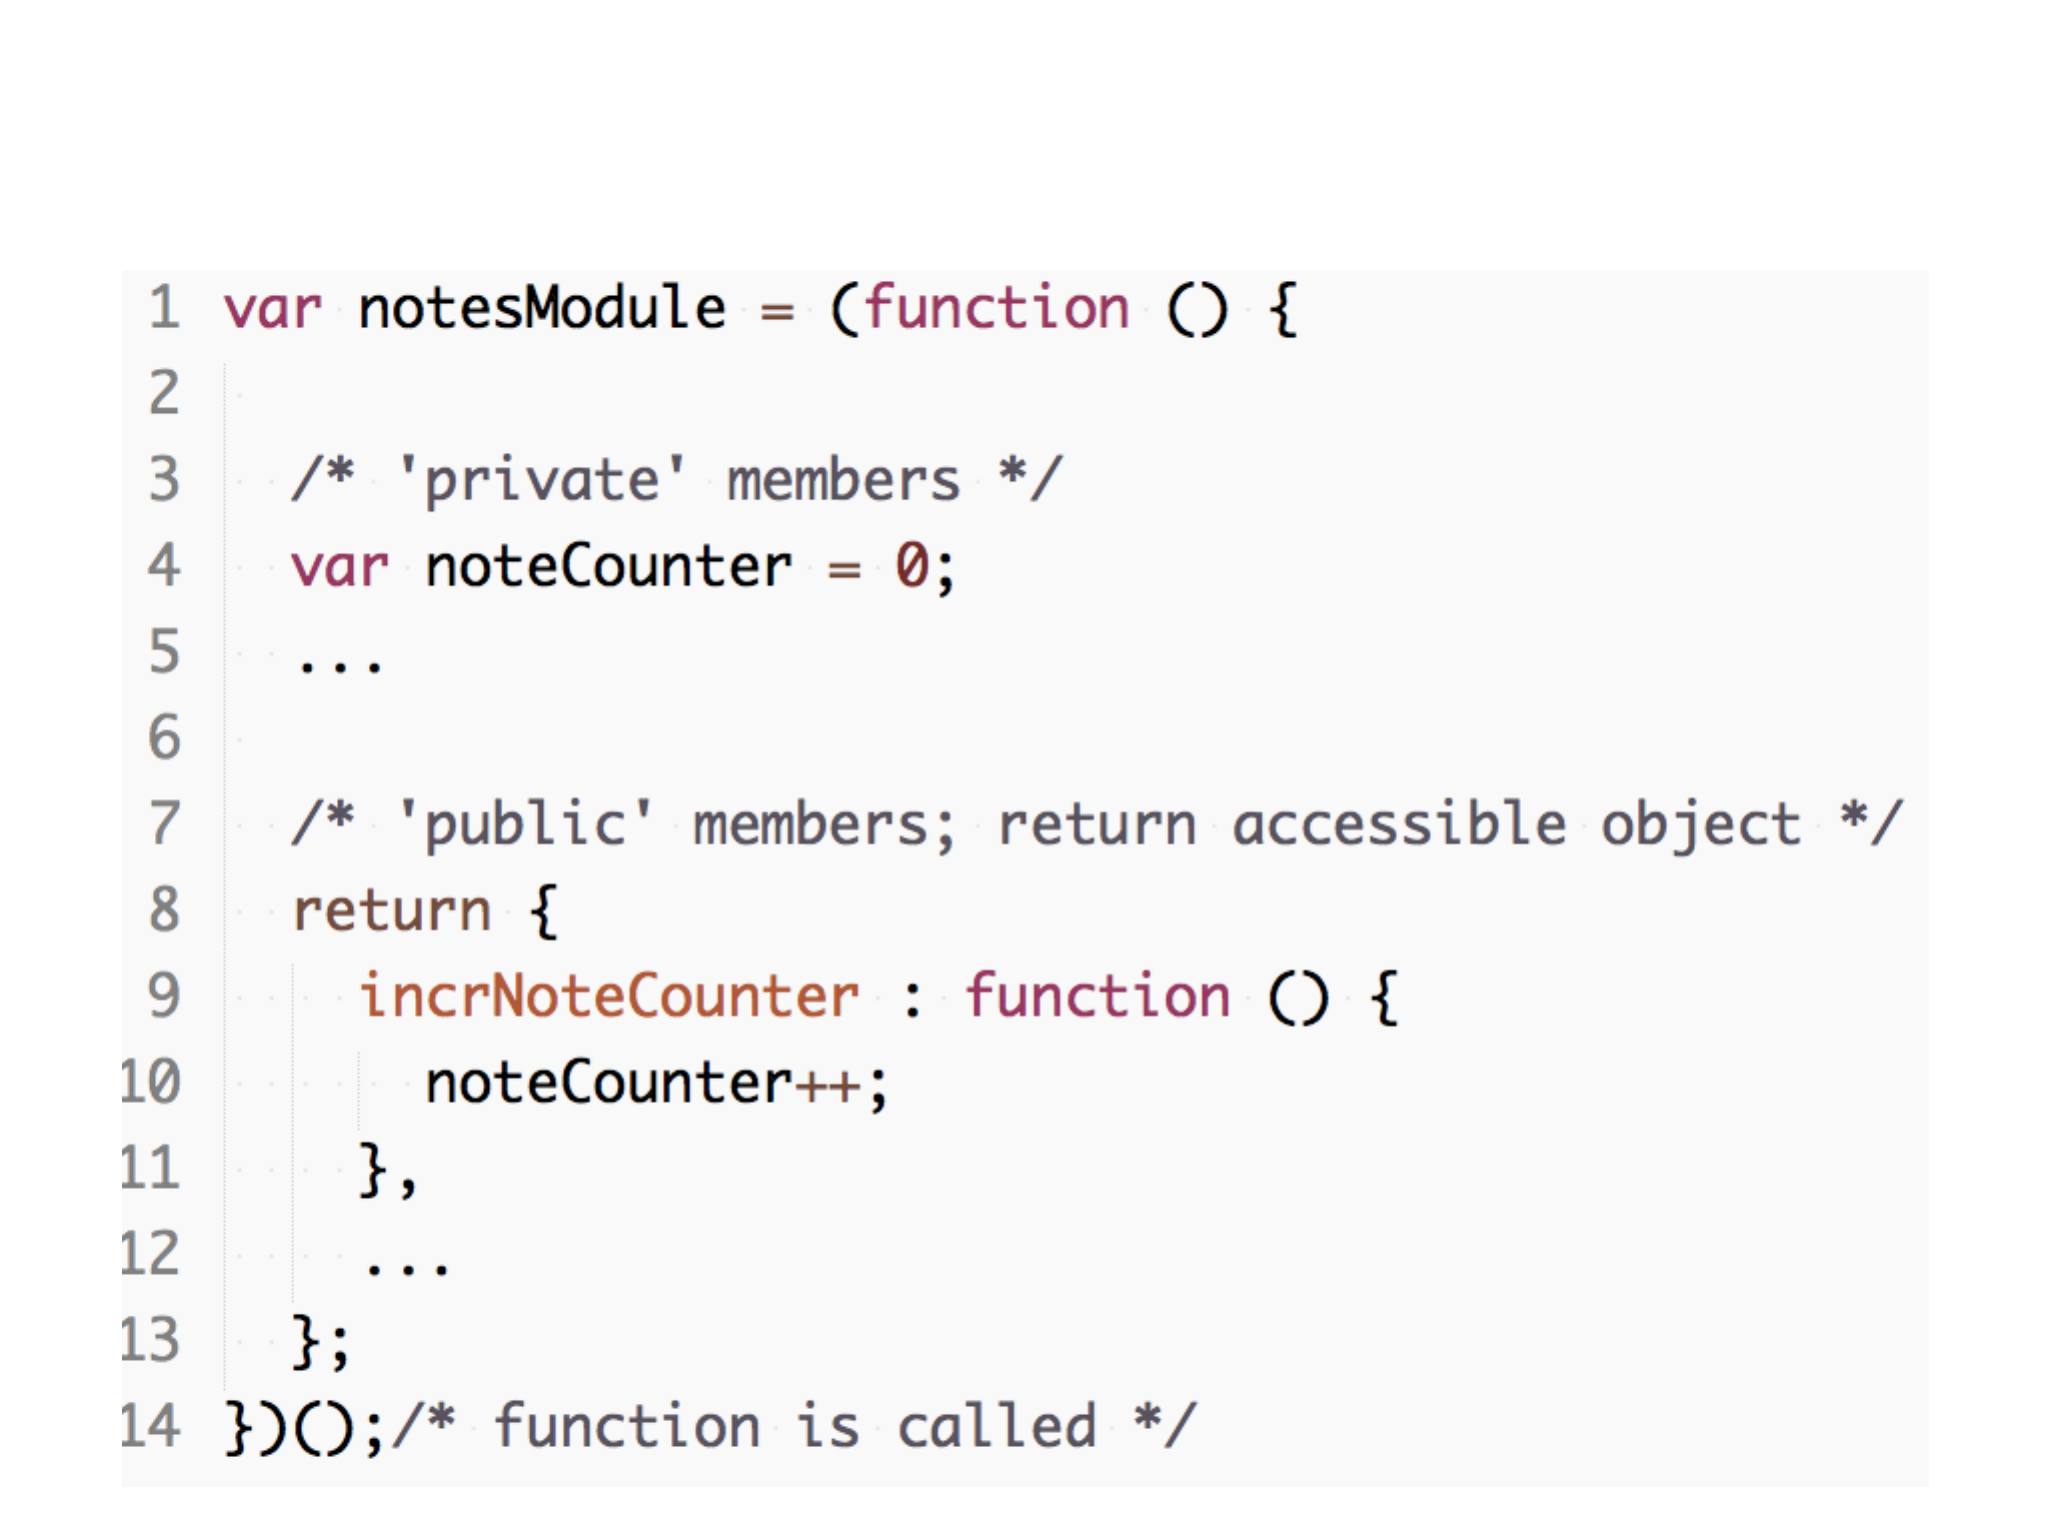 1 var notesModule = (function () {
2
3 /* 'private' members */
4 var noteCounter = 0;
5 ...
6
7 /* 'public' members; return accessible object */
8 return {
9 incrNoteCounter : function () {
10 noteCounter++;
11 },
12 ...
13 };
14 })();/* function is called */